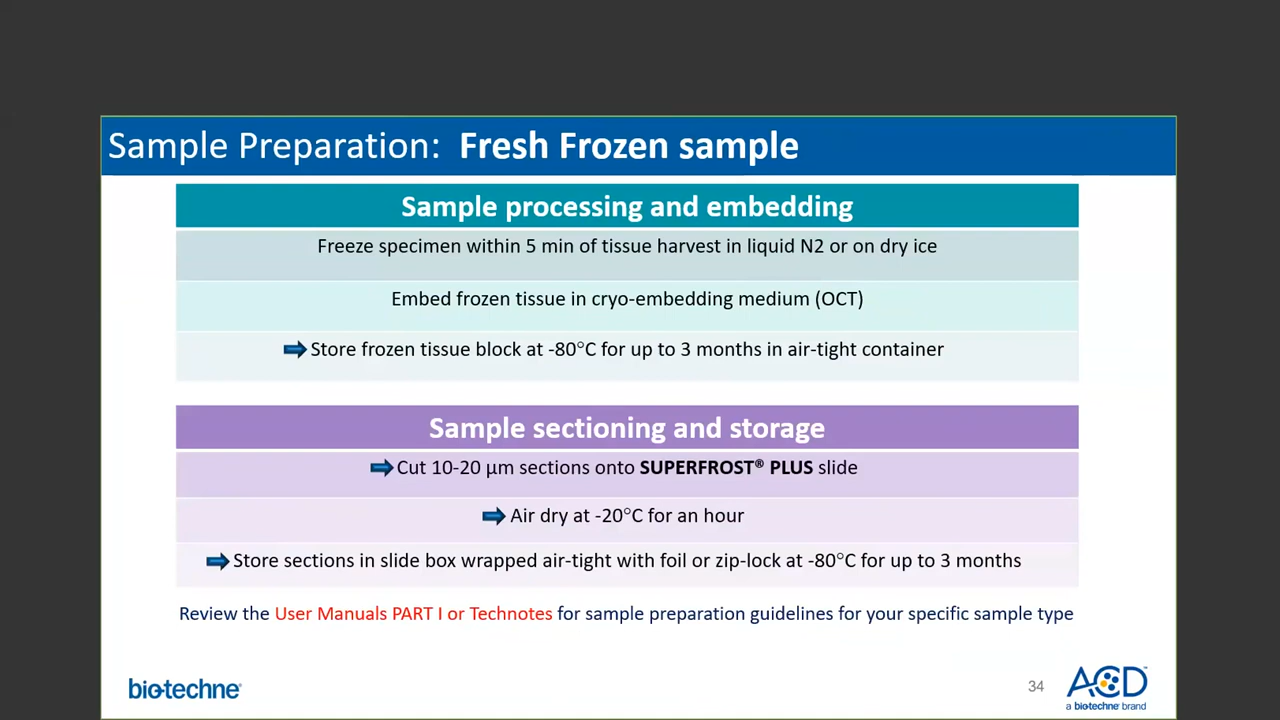 Sample Preparation: Fresh Frozen sample
Sample processing and embedding
Freeze specimen within 5 min of tissue harvest in liquid N2 or on dry ice
Embed frozen tissue in cryo-embedding medium (OCT)
Store frozen tissue block at -80°C for up to 3 months in air-tight container
Sample sectioning and storage
Cut 10-20 µm sections onto SUPERFROST® PLUS slide
Air dry at -20°C for an hour
Store sections in slide box wrapped air-tight with foil or zip-lock at -80°C for up to 3 months
Review the User Manuals PART I or Technotes for sample preparation guidelines for your specific sample type
bio-techne®
34
ACD™
a biotechne® brand